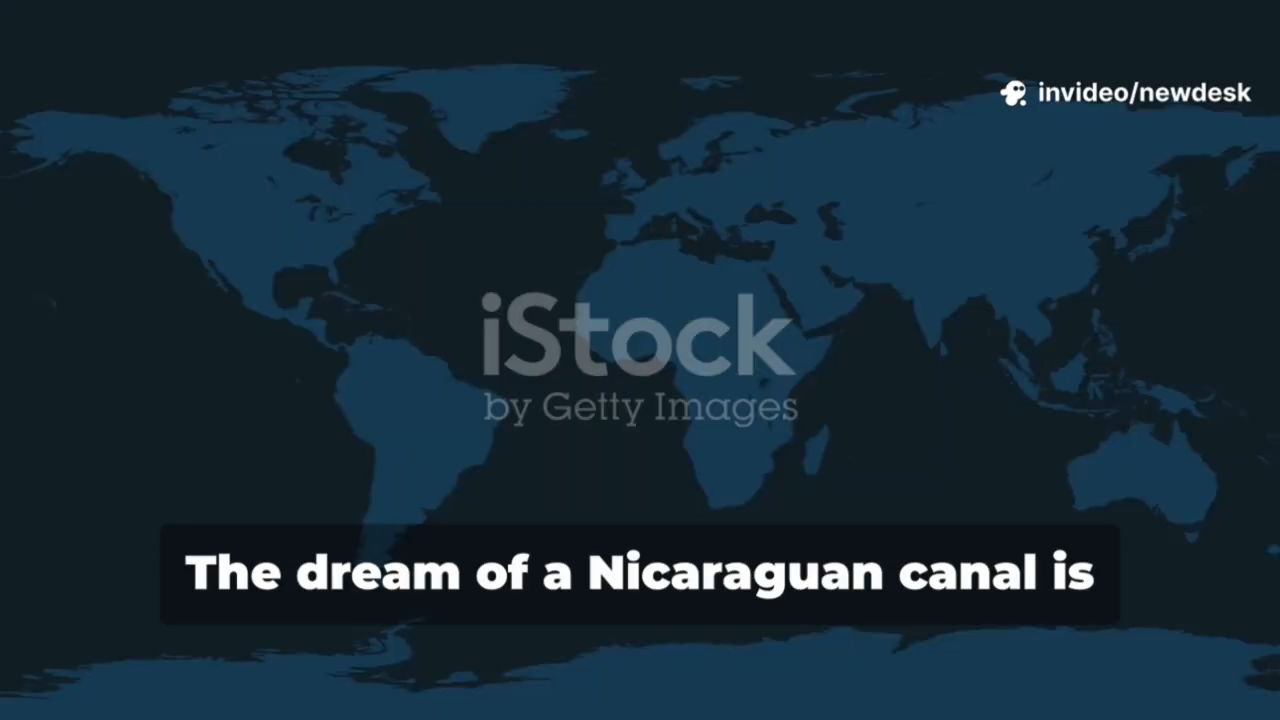 invideo/newdesk
iStock
by Getty Images
The dream of a Nicaraguan canal is